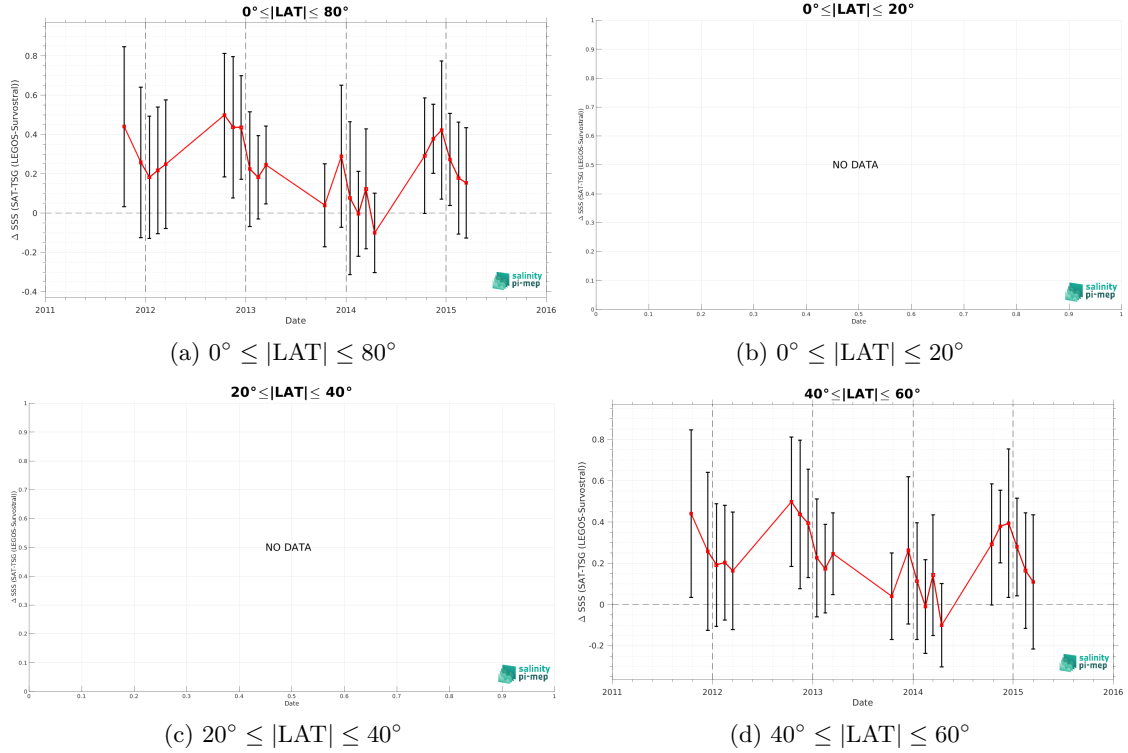 0°≤|LAT|≤ 80°
Δ SSS (SAT-TSG (LEGOS-Survostral))
0.8
0.6
0.4
0.2
0
-0.2
-0.4
2011 2012 2013 2014 2015 2016
Date
salinity
pi-mep
(a) 0° ≤ |LAT| ≤ 80°
0°≤|LAT|≤ 20°
Δ SSS (SAT-TSG (LEGOS-Survostral))
1
0.9
0.8
0.7
0.6
0.5
0.4
0.3
0.2
0.1
0
NO DATA
0 0.1 0.2 0.3 0.4 0.5 0.6 0.7 0.8 0.9 1
Date
salinity
pi-mep
(b) 0° ≤ |LAT| ≤ 20°
20°≤|LAT|≤ 40°
Δ SSS (SAT-TSG (LEGOS-Survostral))
1
0.9
0.8
0.7
0.6
0.5
0.4
0.3
0.2
0.1
0
NO DATA
0 0.1 0.2 0.3 0.4 0.5 0.6 0.7 0.8 0.9 1
Date
salinity
pi-mep
(c) 20° ≤ |LAT| ≤ 40°
40°≤|LAT|≤ 60°
Δ SSS (SAT-TSG (LEGOS-Survostral))
0.8
0.6
0.4
0.2
0
-0.2
2011 2012 2013 2014 2015 2016
Date
salinity
pi-mep
(d) 40° ≤ |LAT| ≤ 60°